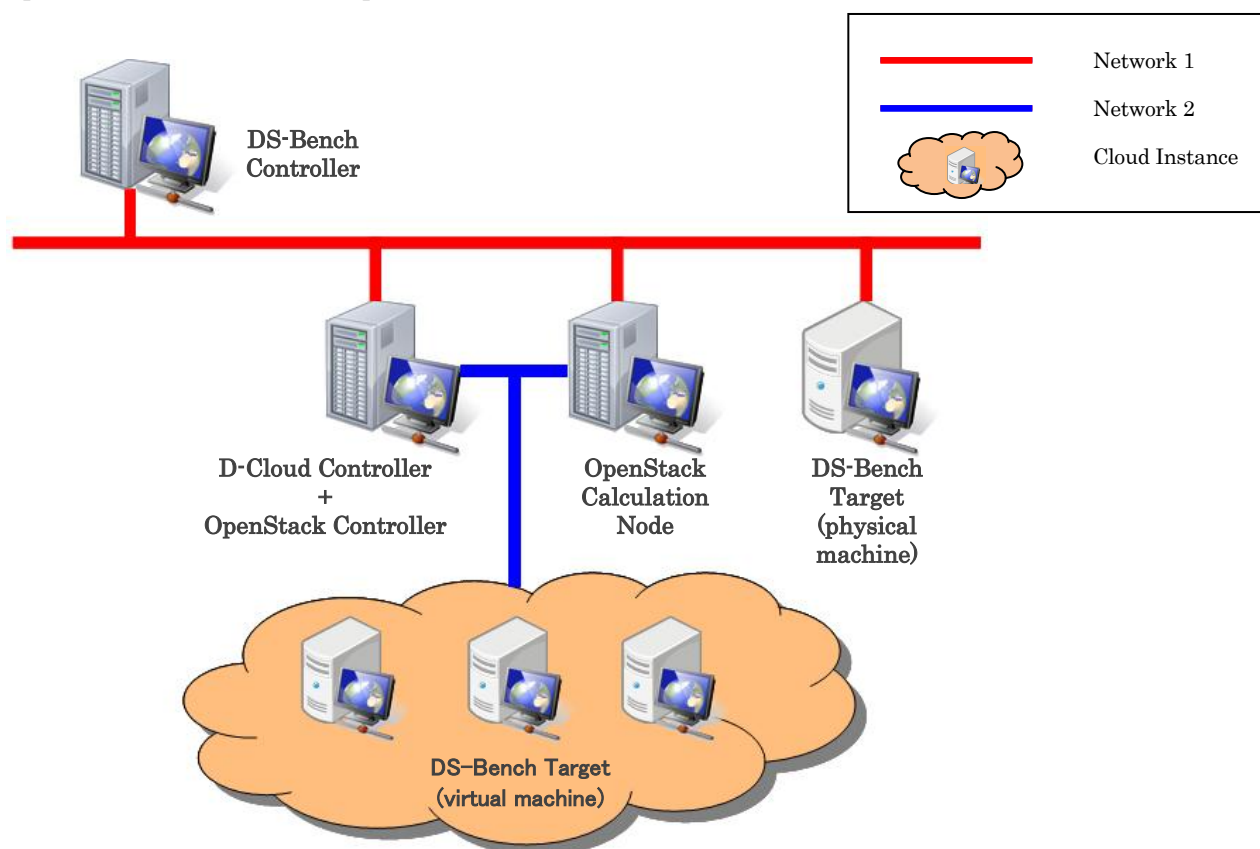 Network 1
Network 2
Cloud Instance
DS-Bench
Controller
D-Cloud Controller
+
OpenStack Controller
OpenStack
Calculation
Node
DS-Bench
Target
(physical
machine)
DS-Bench Target
(virtual machine)